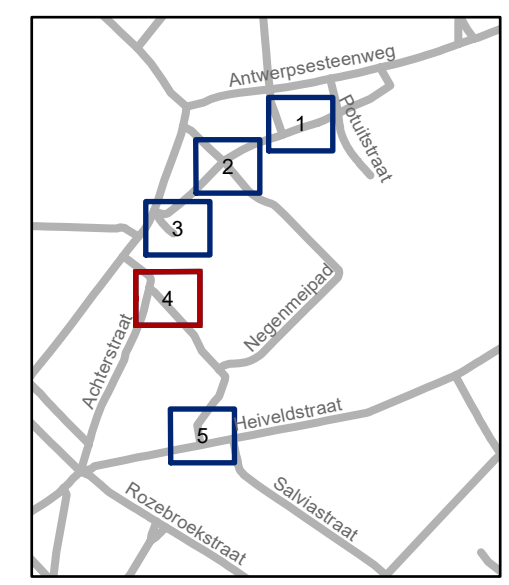 Antwerpsesteenweg
Potuitstraat
1
2
3
4
Negenmeipad
Achterstraat
Heiveldstraat
5
Salviastraat
Rozebroekstraat